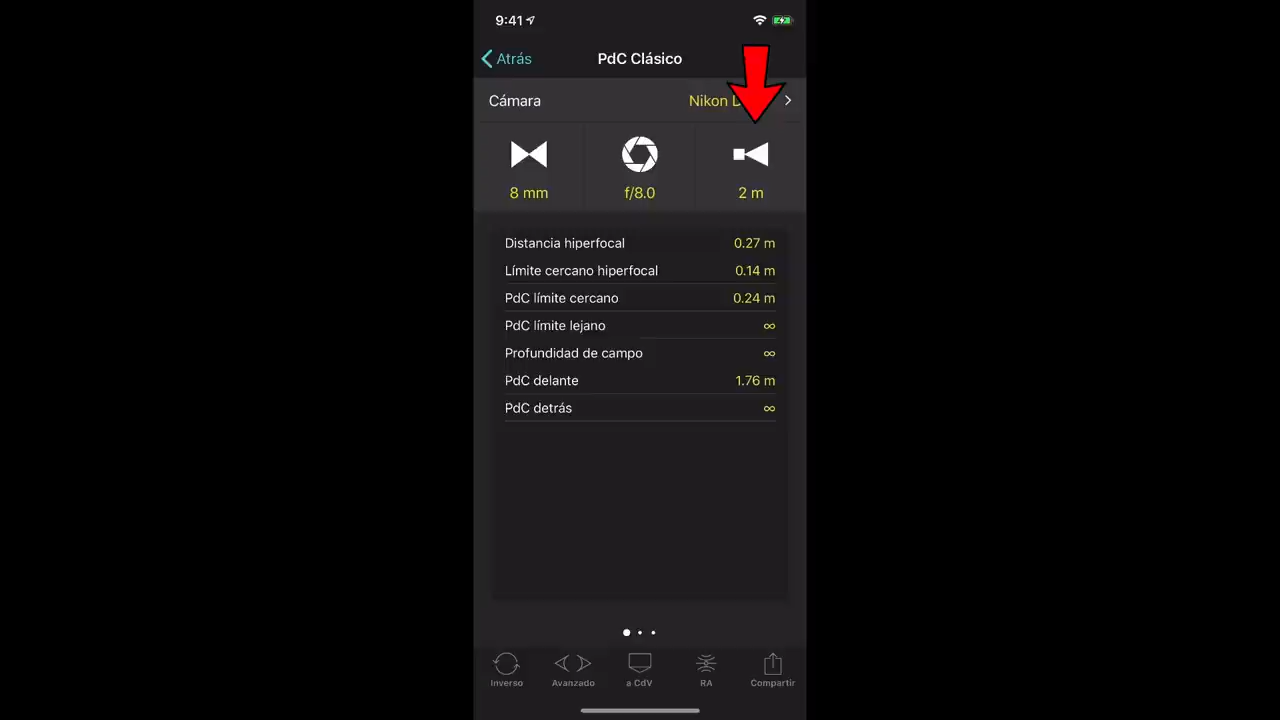 9:41
Atrás PdC Clásico
Cámara Nikon
8 mm f/8.0 2 m
Distancia hiperfocal 0.27 m
Límite cercano hiperfocal 0.14 m
PdC límite cercano 0.24 m
PdC límite lejano ∞
Profundidad de campo ∞
PdC delante 1.76 m
PdC detrás ∞
Inverso Avanzado a CdV RA Compartir